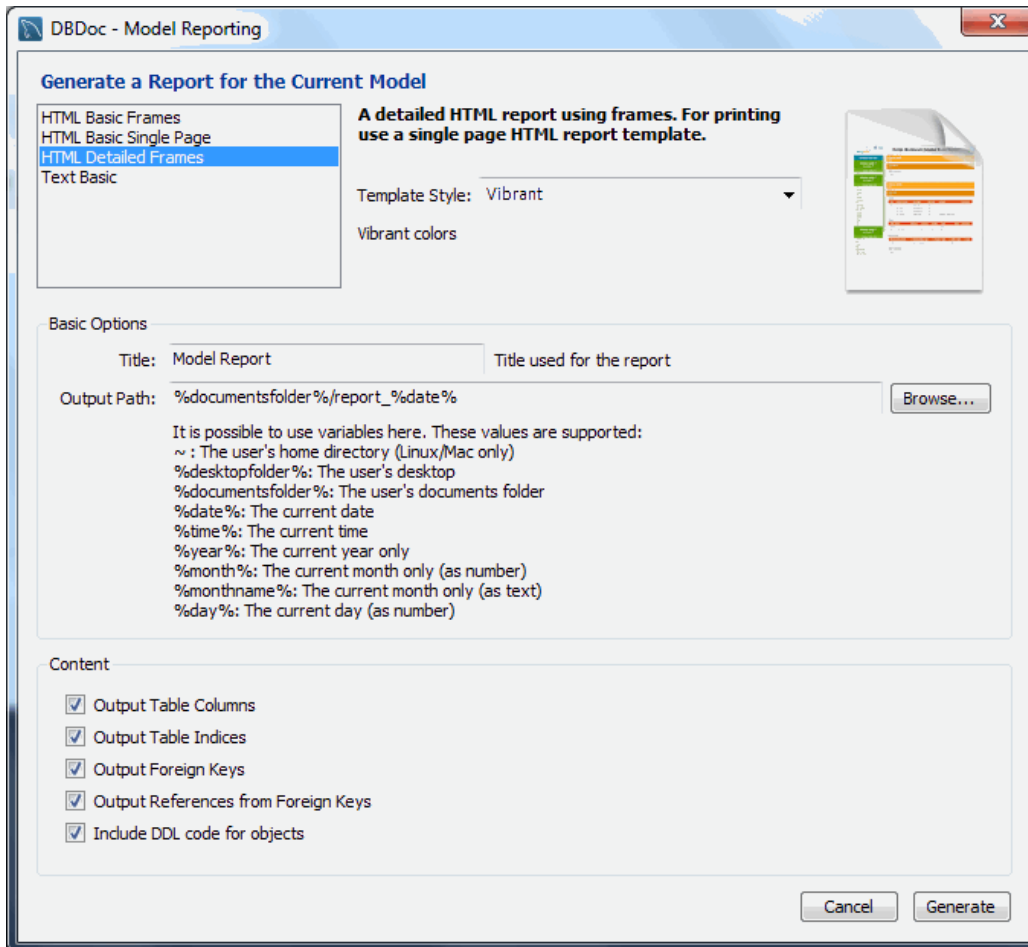 DBDoc - Model Reporting
Generate a Report for the Current Model
HTML Basic Frames
HTML Basic Single Page
HTML Detailed Frames
Text Basic
A detailed HTML report using frames. For printing
use a single page HTML report template.
Template Style: Vibrant
Vibrant colors
Basic Options
Title: Model Report Title used for the report
Output Path: %documentsfolder%/report_%date% Browse...
It is possible to use variables here. These values are supported:
~ : The user's home directory (Linux/Mac only)
%desktopfolder%: The user's desktop
%documentsfolder%: The user's documents folder
%date%: The current date
%time%: The current time
%year%: The current year only
%month%: The current month only (as number)
%monthname%: The current month only (as text)
%day%: The current day (as number)
Content
Output Table Columns
Output Table Indices
Output Foreign Keys
Output References from Foreign Keys
Include DDL code for objects
Cancel Generate